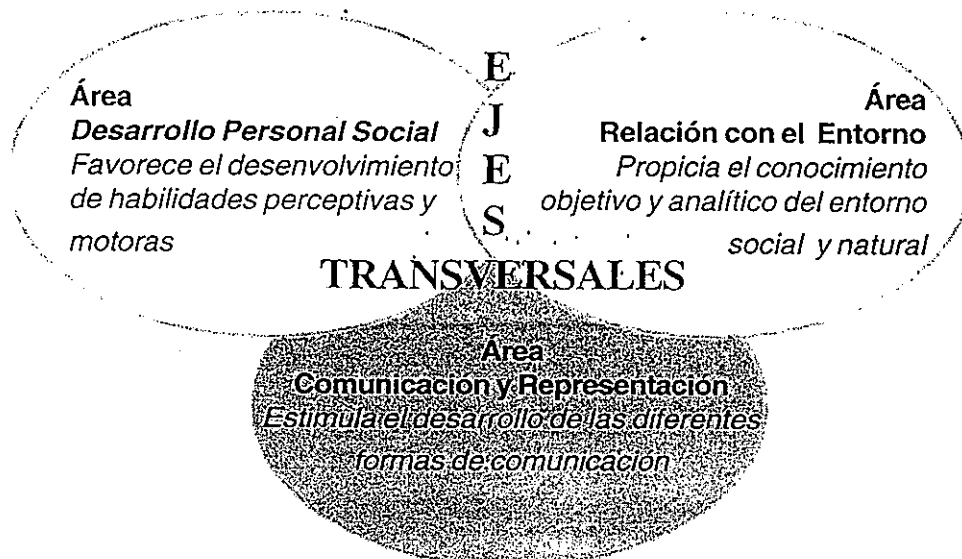 Área
Desarrollo Personal Social
Favorece el desenvolvimiento
de habilidades perceptivas y
motoras
E
J
E
S
TRANSVERSALES
Área
Relación con el Entorno
Propicia el conocimiento
objetivo y analítico del entorno
social y natural
Área
Comunicación y Representación
Estimula el desarrollo de las diferentes
formas de comunicación